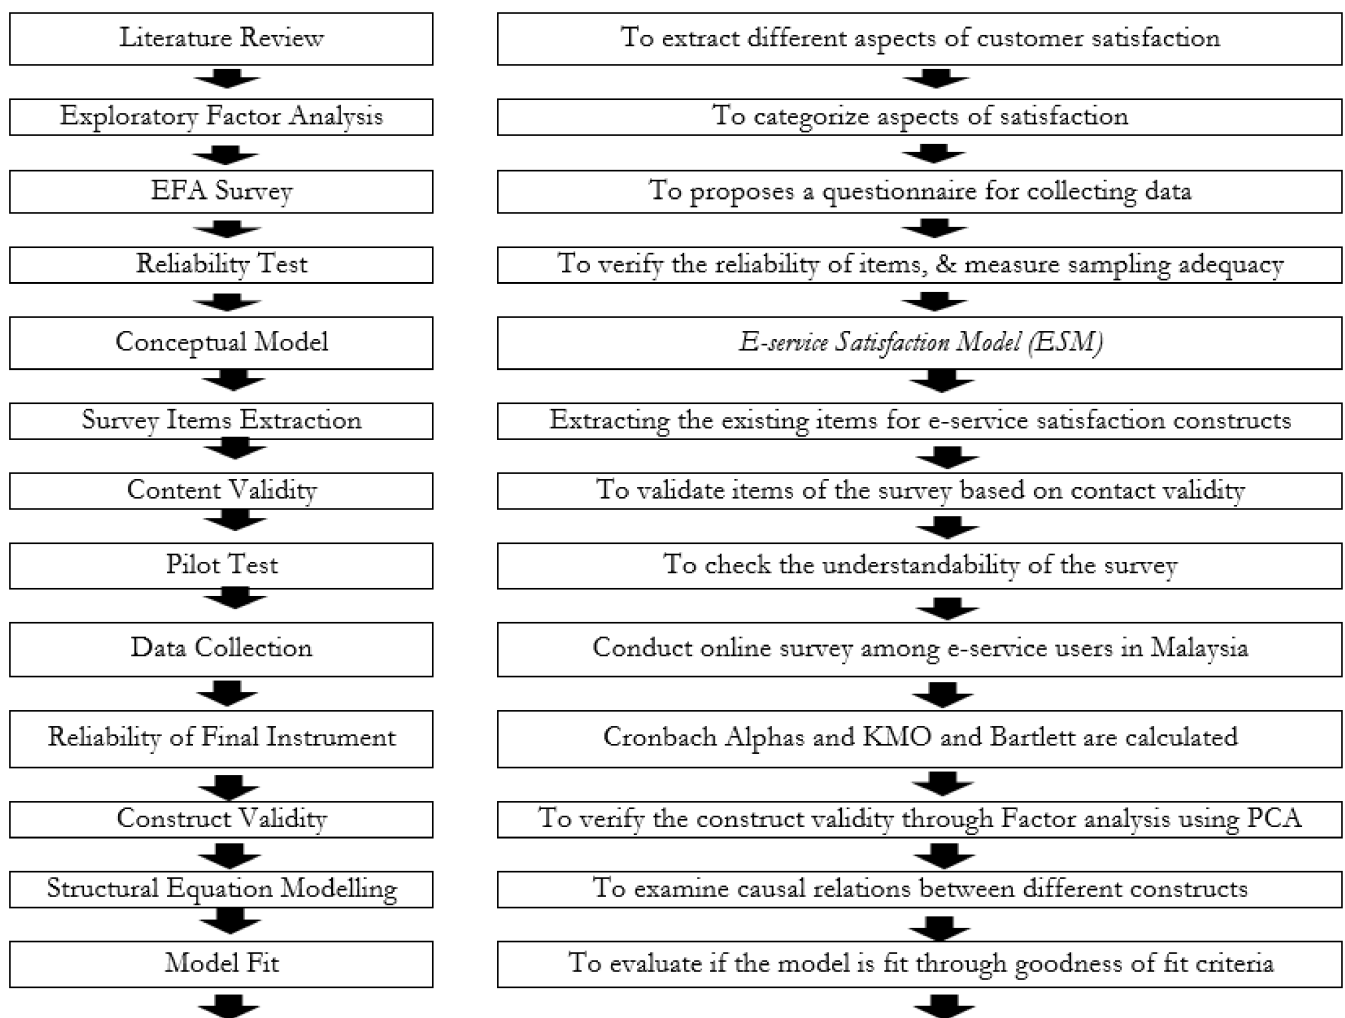 Literature Review
To extract different aspects of customer satisfaction
Exploratory Factor Analysis
To categorize aspects of satisfaction
EFA Survey
To proposes a questionnaire for collecting data
Reliability Test
To verify the reliability of items, & measure sampling adequacy
Conceptual Model
E-service Satisfaction Model (ESM)
Survey Items Extraction
Extracting the existing items for e-service satisfaction constructs
Content Validity
To validate items of the survey based on contact validity
Pilot Test
To check the understandability of the survey
Data Collection
Conduct online survey among e-service users in Malaysia
Reliability of Final Instrument
Cronbach Alphas and KMO and Bartlett are calculated
Construct Validity
To verify the construct validity through Factor analysis using PCA
Structural Equation Modelling
To examine causal relations between different constructs
Model Fit
To evaluate if the model is fit through goodness of fit criteria